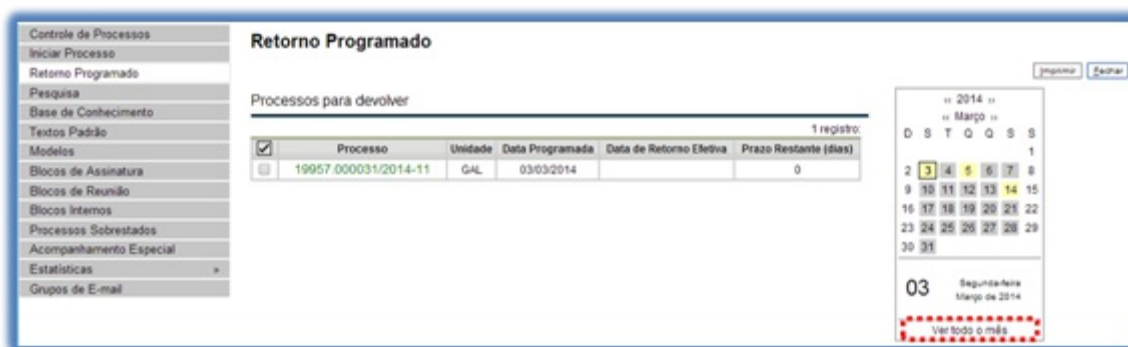 Controle de Processos
Iniciar Processo
Retorno Programado
Pesquisa
Base de Conhecimento
Textos Padrão
Modelos
Blocos de Assinatura
Blocos de Reunião
Blocos Internos
Processos Sobrestados
Acompanhamento Especial
Estatísticas
Grupos de E-mail
Retorno Programado
Imprimir Fechar
Processos para devolver
1 registro:
Processo Unidade Data Programada Data de Retorno Efetiva Prazo Restante (dias)
19957.000031/2014-11 GAL 03/03/2014 0
‹‹ 2014 ››
‹‹ Março ››
D S T Q Q S S
1
2 3 4 5 6 7 8
9 10 11 12 13 14 15
16 17 18 19 20 21 22
23 24 25 26 27 28 29
30 31
03 Segunda-feira
Março de 2014
Ver todo o mês